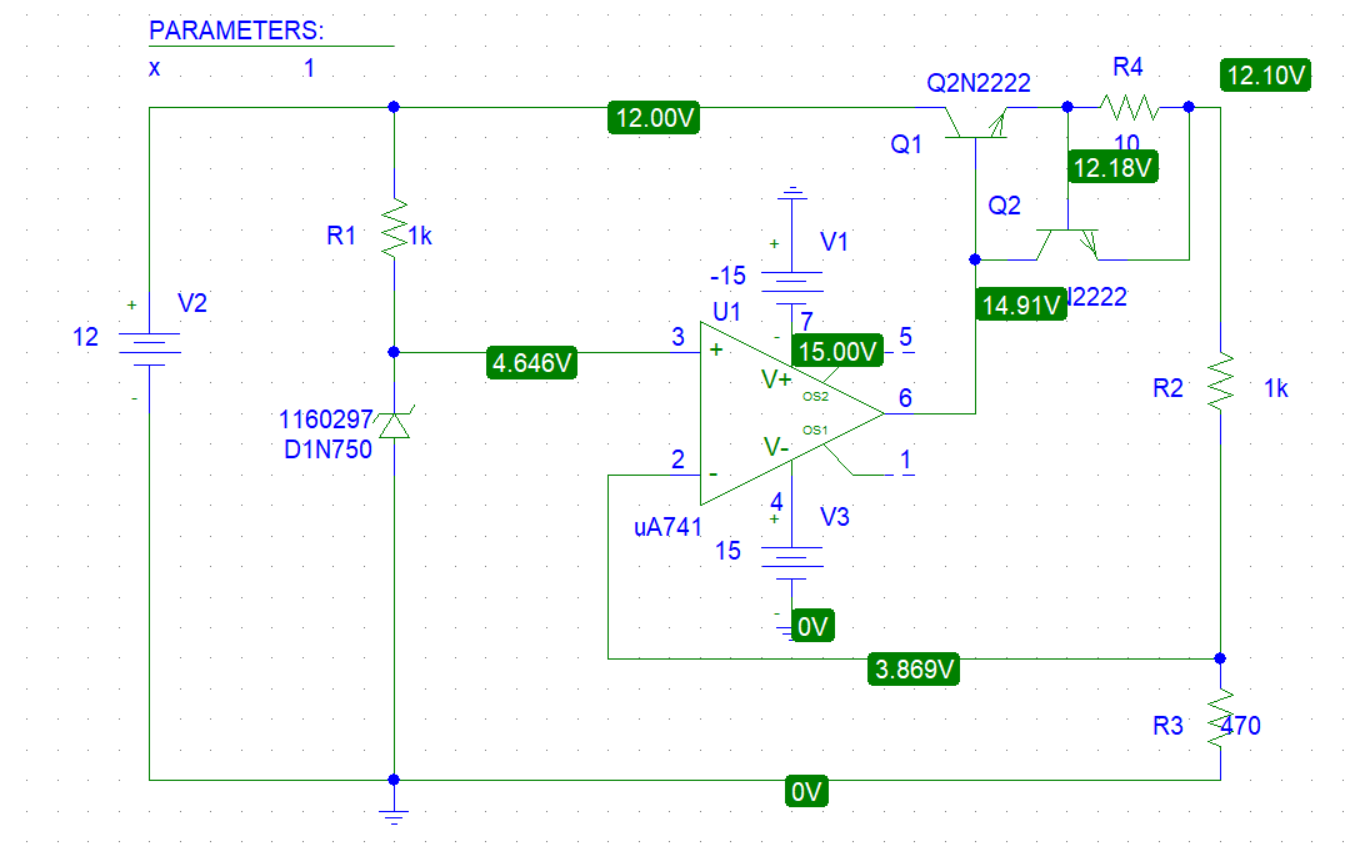 PARAMETERS:
x 1
Q2N2222
R4
12.10V
12.00V
Q1
10
12.18V
Q2
R1
1k
V1
+
-15
V2
+
12
-
14.91V
N2222
U1
7
-
3
+
5
15.00V
4.646V
V+
OS2
6
R2
1k
1160297
D1N750
OS1
V-
2
-
1
4
+
V3
uA741
15
-
0V
3.869V
R3
470
0V